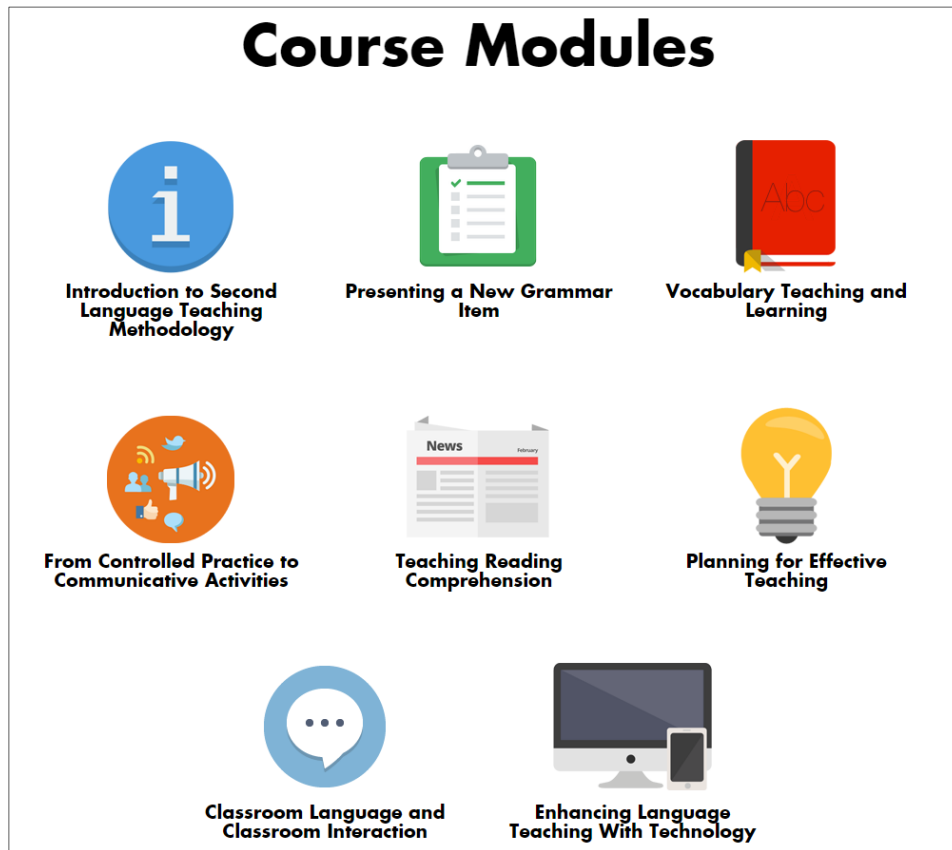 Course Modules
Abc
Introduction to Second
Language Teaching
Methodology
Presenting a New Grammar
Item
Vocabulary Teaching and
Learning
News
February
From Controlled Practice to
Communicative Activities
Teaching Reading
Comprehension
Planning for Effective
Teaching
Classroom Language and
Classroom Interaction
Enhancing Language
Teaching With Technology